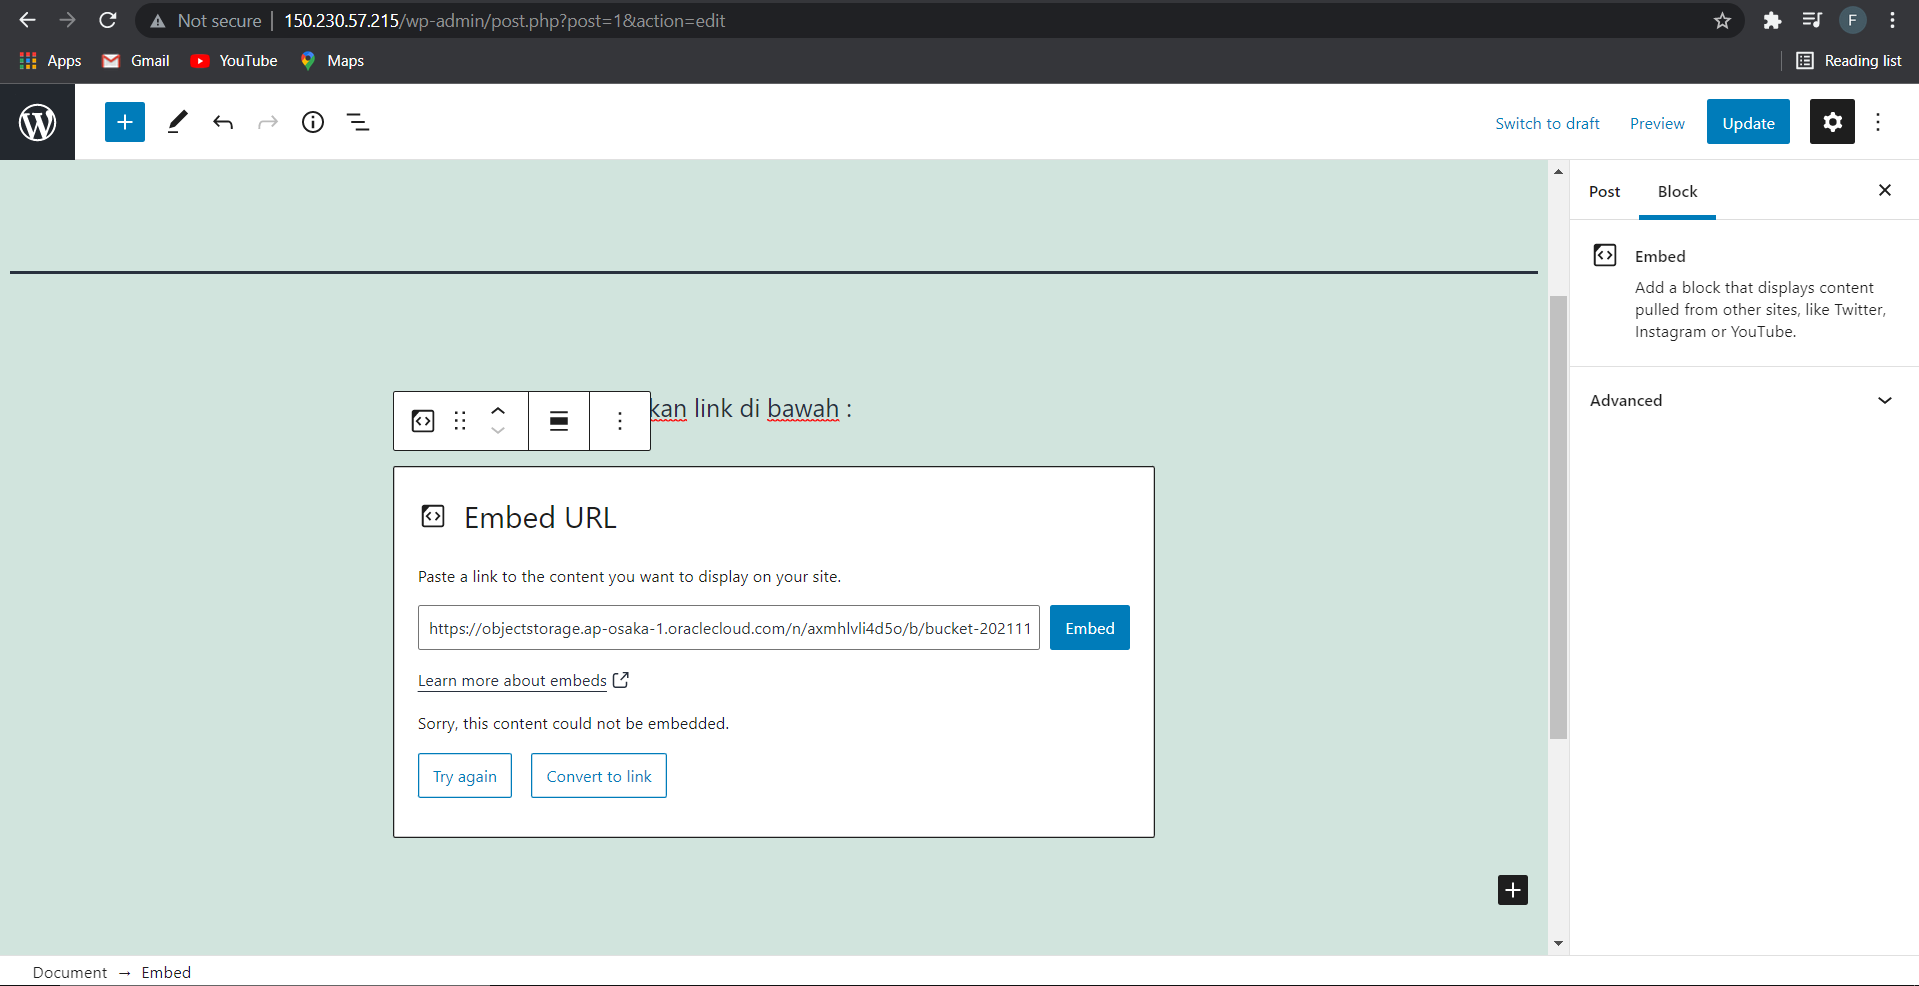 Not secure 150.230.57.215/wp-admin/post.php?post=1&action=edit F
Apps Gmail YouTube Maps Reading list
Switch to draft Preview Update
Post Block
Embed
Add a block that displays content
pulled from other sites, like Twitter,
Instagram or YouTube.
Advanced
kan link di bawah :
Embed URL
Paste a link to the content you want to display on your site.
https://objectstorage.ap-osaka-1.oraclecloud.com/n/axmhlvli4d5o/b/bucket-202111 Embed
Learn more about embeds
Sorry, this content could not be embedded.
Try again Convert to link
Document → Embed